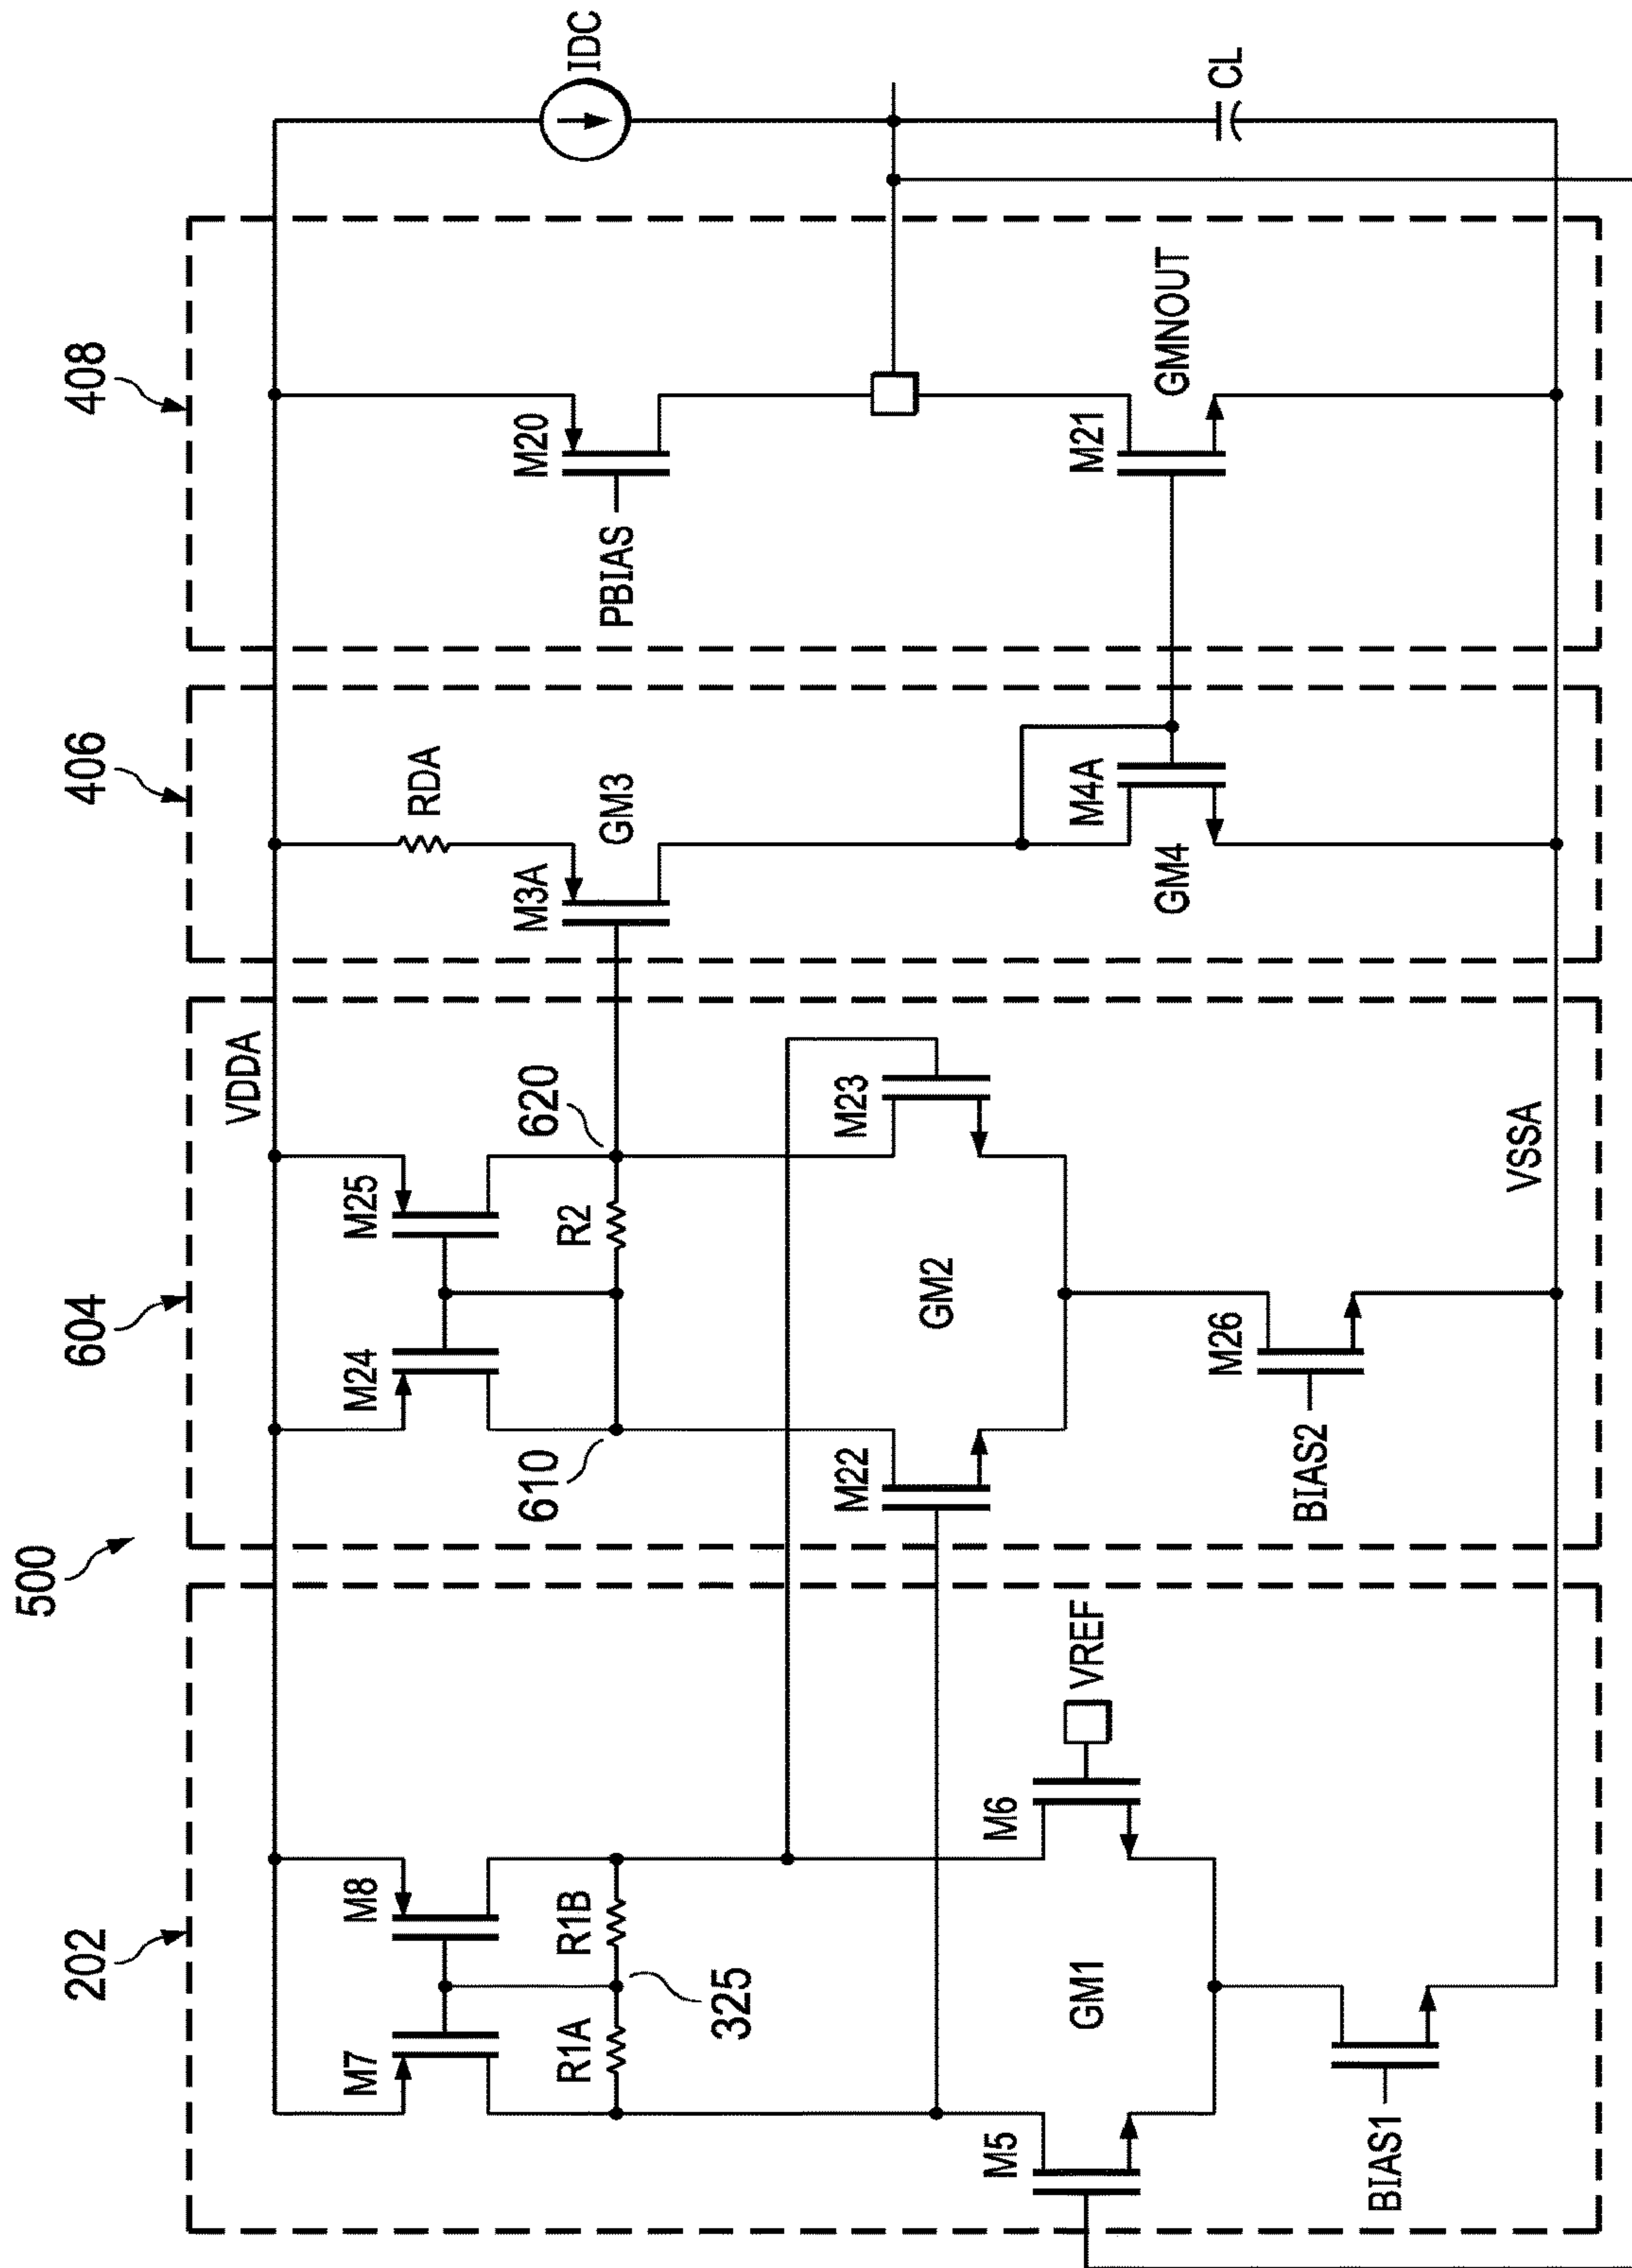 500
202
604
406
408
VDDA
M7
M8
M24
M25
RDA
IDC
R1A
R1B
325
610
R2
620
M3A
GM3
M20
PBIAS
M5
GM1
M6
VREF
M22
GM2
M23
M4A
GM4
M21
GMNOUT
CL
BIAS1
BIAS2
M26
VSSA